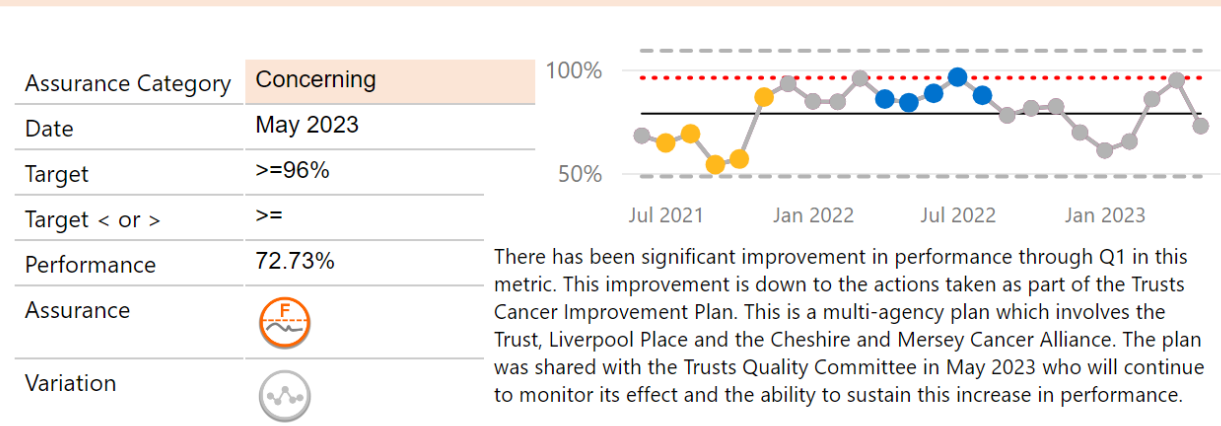 Assurance Category Concerning
Date May 2023
Target >=96%
Target < or > >=
Performance 72.73%
Assurance F
Variation
100%
50%
Jul 2021 Jan 2022 Jul 2022 Jan 2023
There has been significant improvement in performance through Q1 in this
metric. This improvement is down to the actions taken as part of the Trusts
Cancer Improvement Plan. This is a multi-agency plan which involves the
Trust, Liverpool Place and the Cheshire and Mersey Cancer Alliance. The plan
was shared with the Trusts Quality Committee in May 2023 who will continue
to monitor its effect and the ability to sustain this increase in performance.